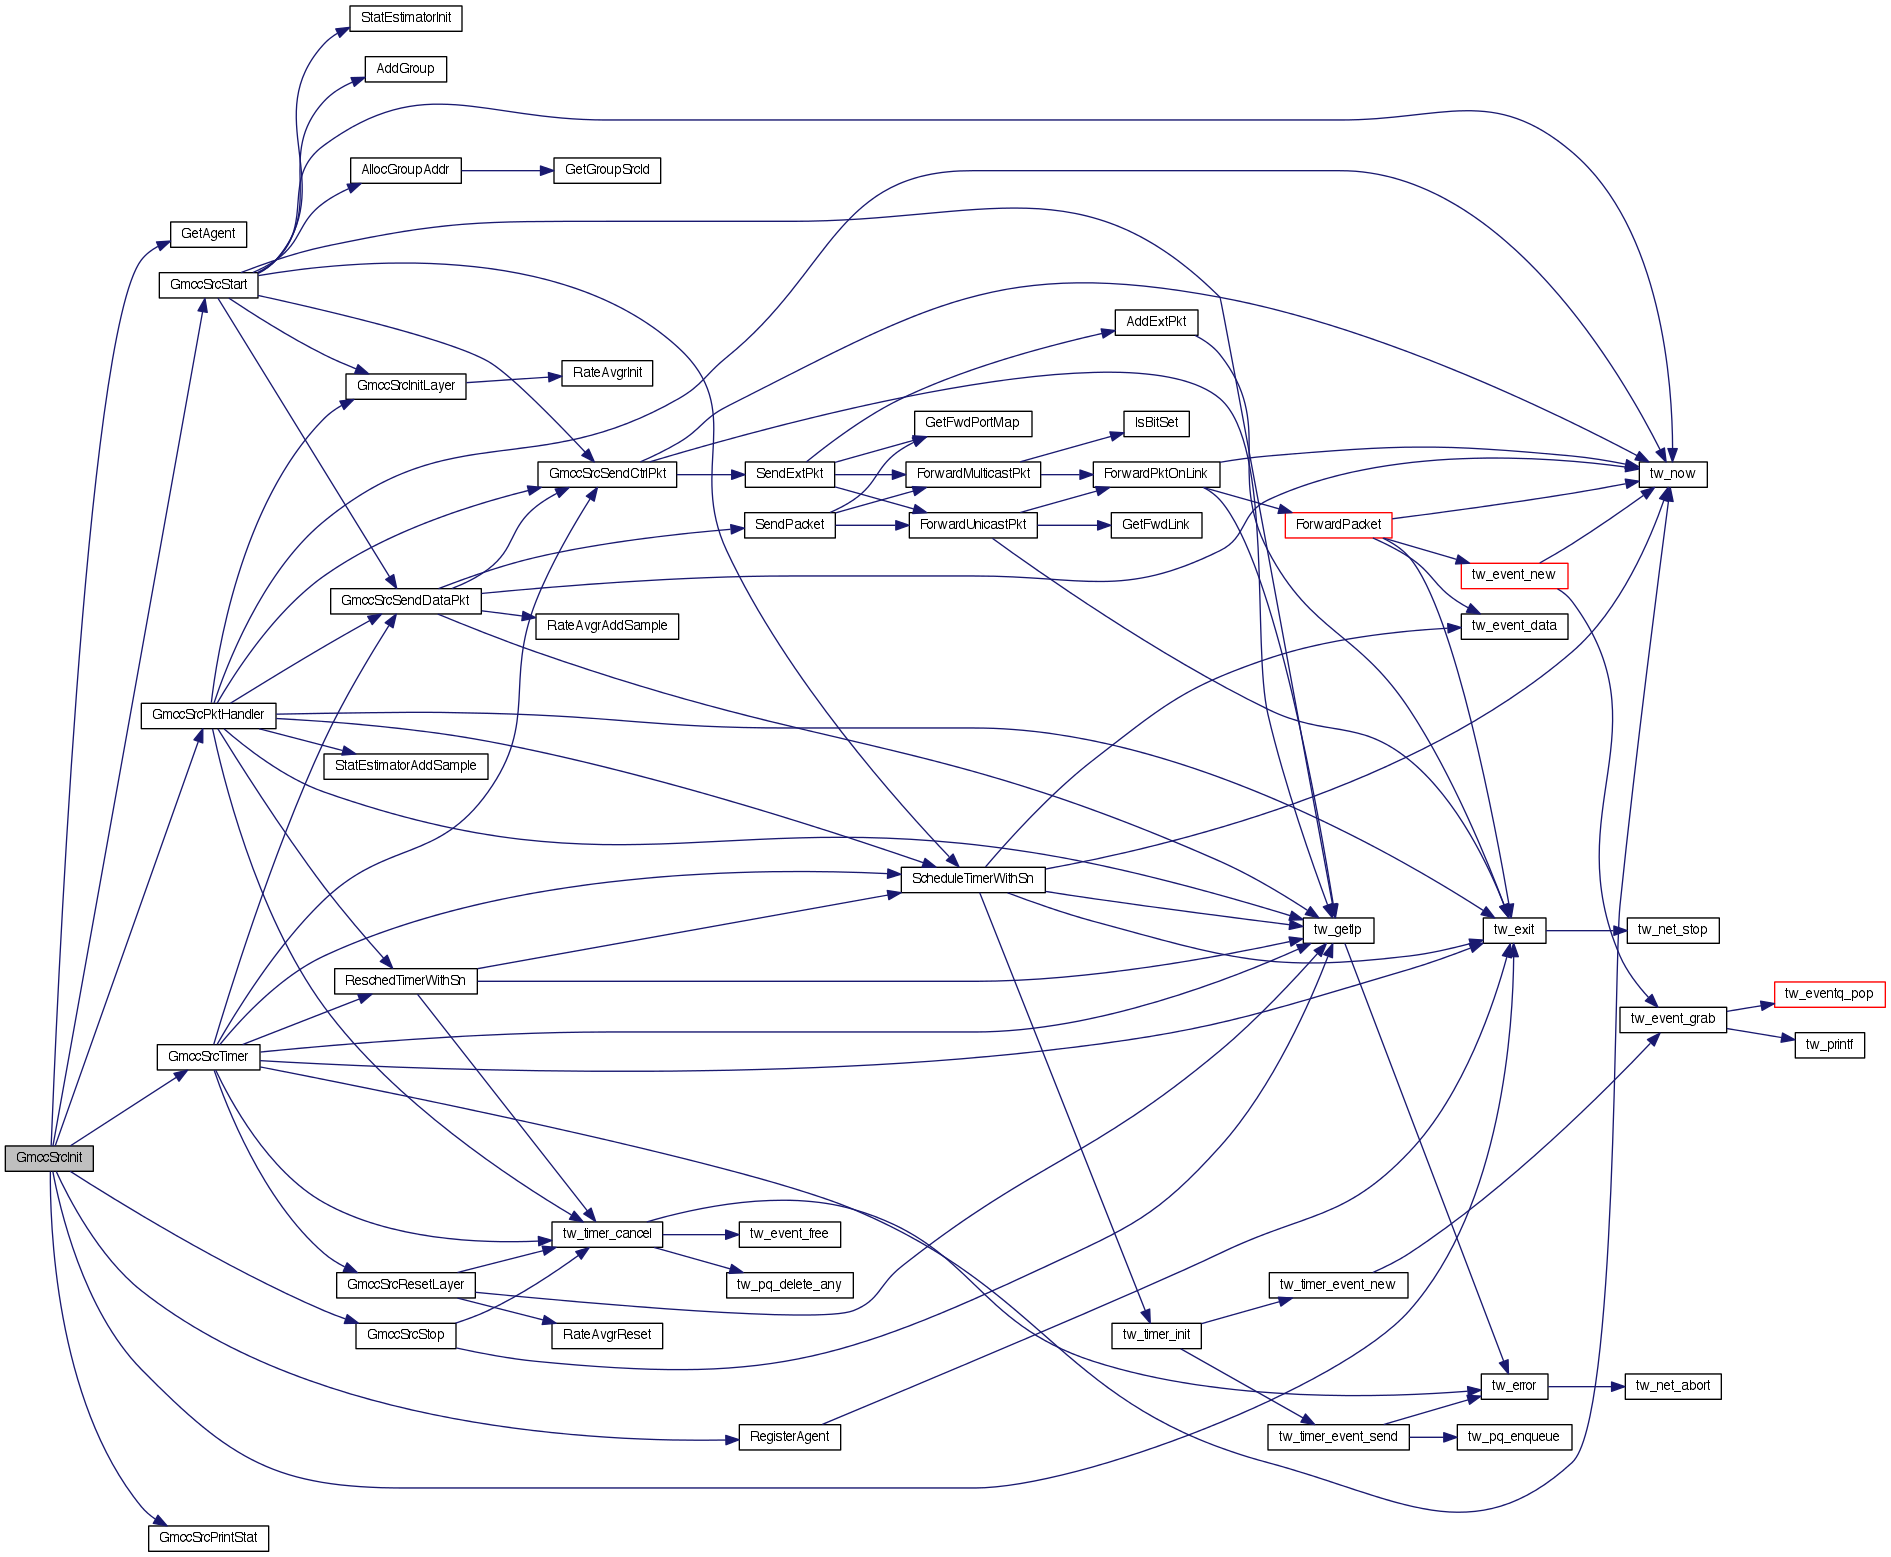 StatEstimatorInit
AddGroup
AllocGroupAddr
GetGroupSrcId
GetAgent
GmccSrcStart
AddExtPkt
RateAvgrInit
GmccSrcInitLayer
GetFwdPortMap
IsBitSet
GmccSrcSendCtrlPkt
SendExtPkt
ForwardMulticastPkt
ForwardPktOnLink
tw_now
SendPacket
ForwardUnicastPkt
GetFwdLink
ForwardPacket
tw_event_new
GmccSrcSendDataPkt
RateAvgrAddSample
tw_event_data
GmccSrcPktHandler
StatEstimatorAddSample
ScheduleTimerWithSn
tw_getlp
tw_exit
tw_net_stop
ReschedTimerWithSn
tw_eventq_pop
tw_event_grab
tw_printf
GmccSrcTimer
GmccSrcInit
tw_timer_cancel
tw_event_free
GmccSrcResetLayer
tw_pq_delete_any
tw_timer_event_new
GmccSrcStop
RateAvgrReset
tw_timer_init
tw_error
tw_net_abort
RegisterAgent
tw_timer_event_send
tw_pq_enqueue
GmccSrcPrintStat